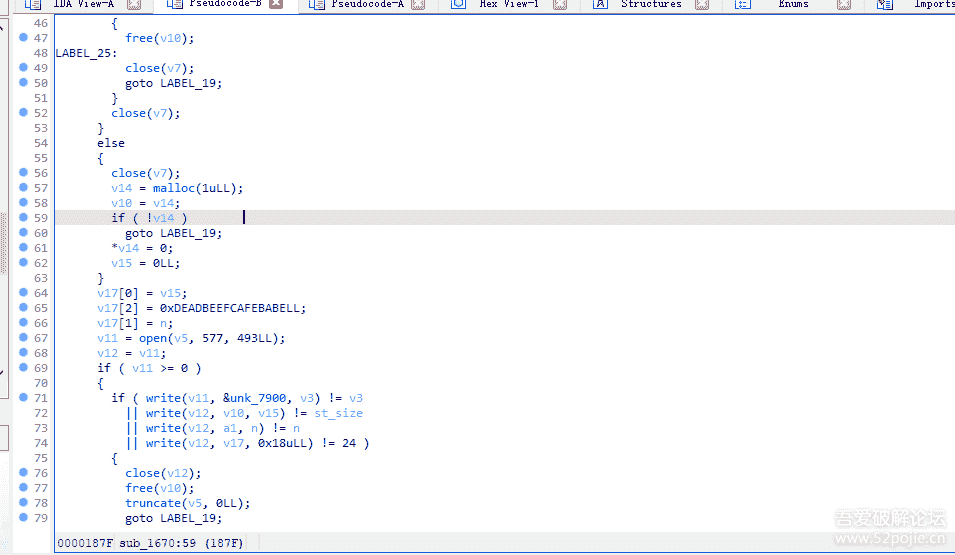 IDA View-A Pseudocode-B Pseudocode-A Hex View-1 Structures Enums Imports
46 {
47 free(v10);
48 LABEL_25:
49 close(v7);
50 goto LABEL_19;
51 }
52 close(v7);
53 }
54 else
55 {
56 close(v7);
57 v14 = malloc(1uLL);
58 v10 = v14;
59 if ( !v14 )
60 goto LABEL_19;
61 *v14 = 0;
62 v15 = 0LL;
63 }
64 v17[0] = v15;
65 v17[2] = 0xDEADBEEFCAFEBABELL;
66 v17[1] = n;
67 v11 = open(v5, 577, 493LL);
68 v12 = v11;
69 if ( v11 >= 0 )
70 {
71 if ( write(v11, &unk_7900, v3) != v3
72 || write(v12, v10, v15) != st_size
73 || write(v12, a1, n) != n
74 || write(v12, v17, 0x18uLL) != 24 )
75 {
76 close(v12);
77 free(v10);
78 truncate(v5, 0LL);
79 goto LABEL_19;
0000187F sub_1670:59 (187F)
吾爱破解论坛
www.52pojie.cn